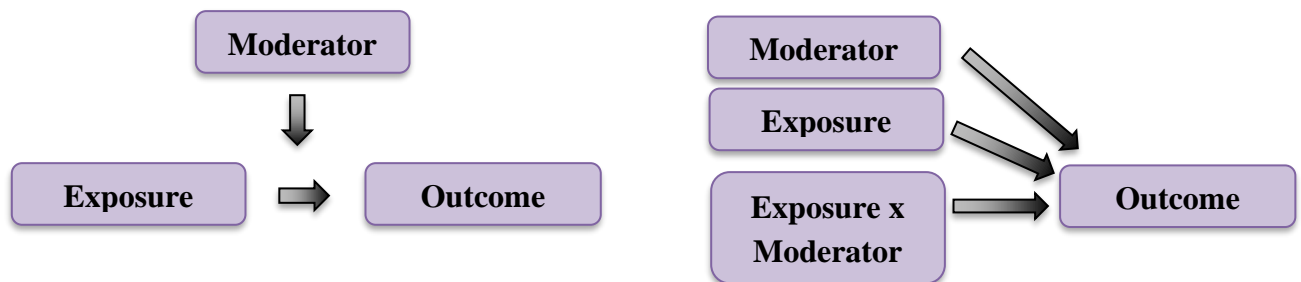 Moderator
Exposure
Outcome
Moderator
Exposure
Exposure x
Moderator
Outcome